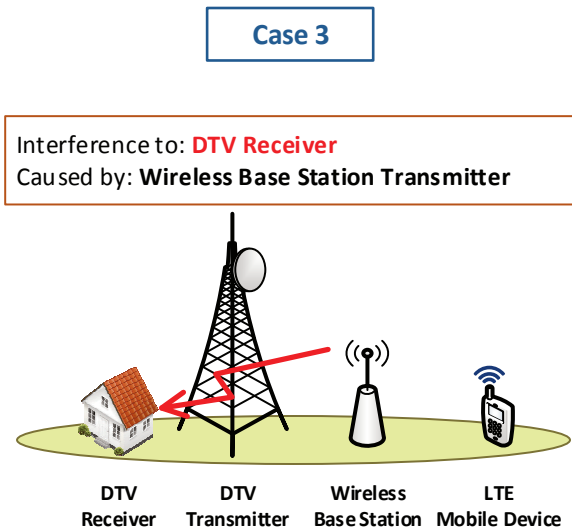 Case 3
Interference to: DTV Receiver
Caused by: Wireless Base Station Transmitter
DTV Receiver
DTV Transmitter
Wireless Base Station
LTE Mobile Device